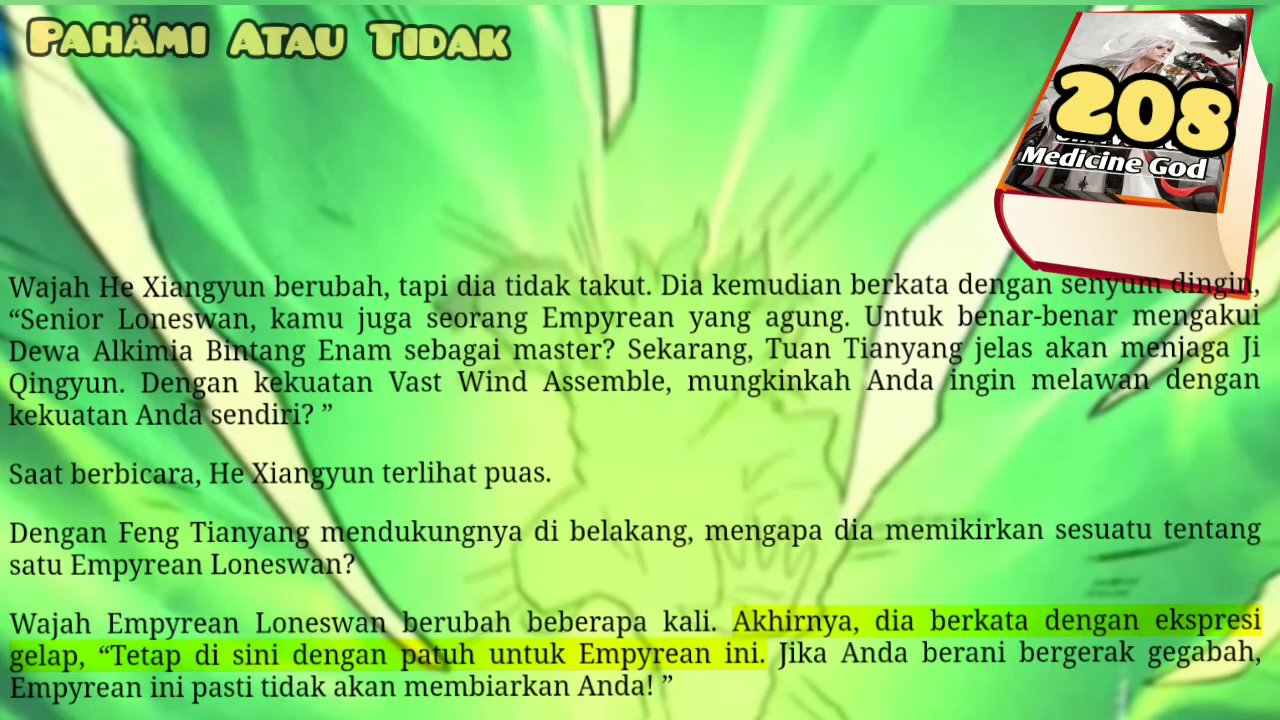 Pahämi Atau Tidak
208
Medicine God
Wajah He Xiangyun berubah, tapi dia tidak takut. Dia kemudian berkata dengan senyum dingin,
“Senior Loneswan, kamu juga seorang Empyrean yang agung. Untuk benar-benar mengakui
Dewa Alkimia Bintang Enam sebagai master? Sekarang, Tuan Tianyang jelas akan menjaga Ji
Qingyun. Dengan kekuatan Vast Wind Assemble, mungkinkah Anda ingin melawan dengan
kekuatan Anda sendiri? ”
Saat berbicara, He Xiangyun terlihat puas.
Dengan Feng Tianyang mendukungnya di belakang, mengapa dia memikirkan sesuatu tentang
satu Empyrean Loneswan?
Wajah Empyrean Loneswan berubah beberapa kali. Akhirnya, dia berkata dengan ekspresi
gelap, “Tetap di sini dengan patuh untuk Empyrean ini. Jika Anda berani bergerak gegabah,
Empyrean ini pasti tidak akan membiarkan Anda! ”